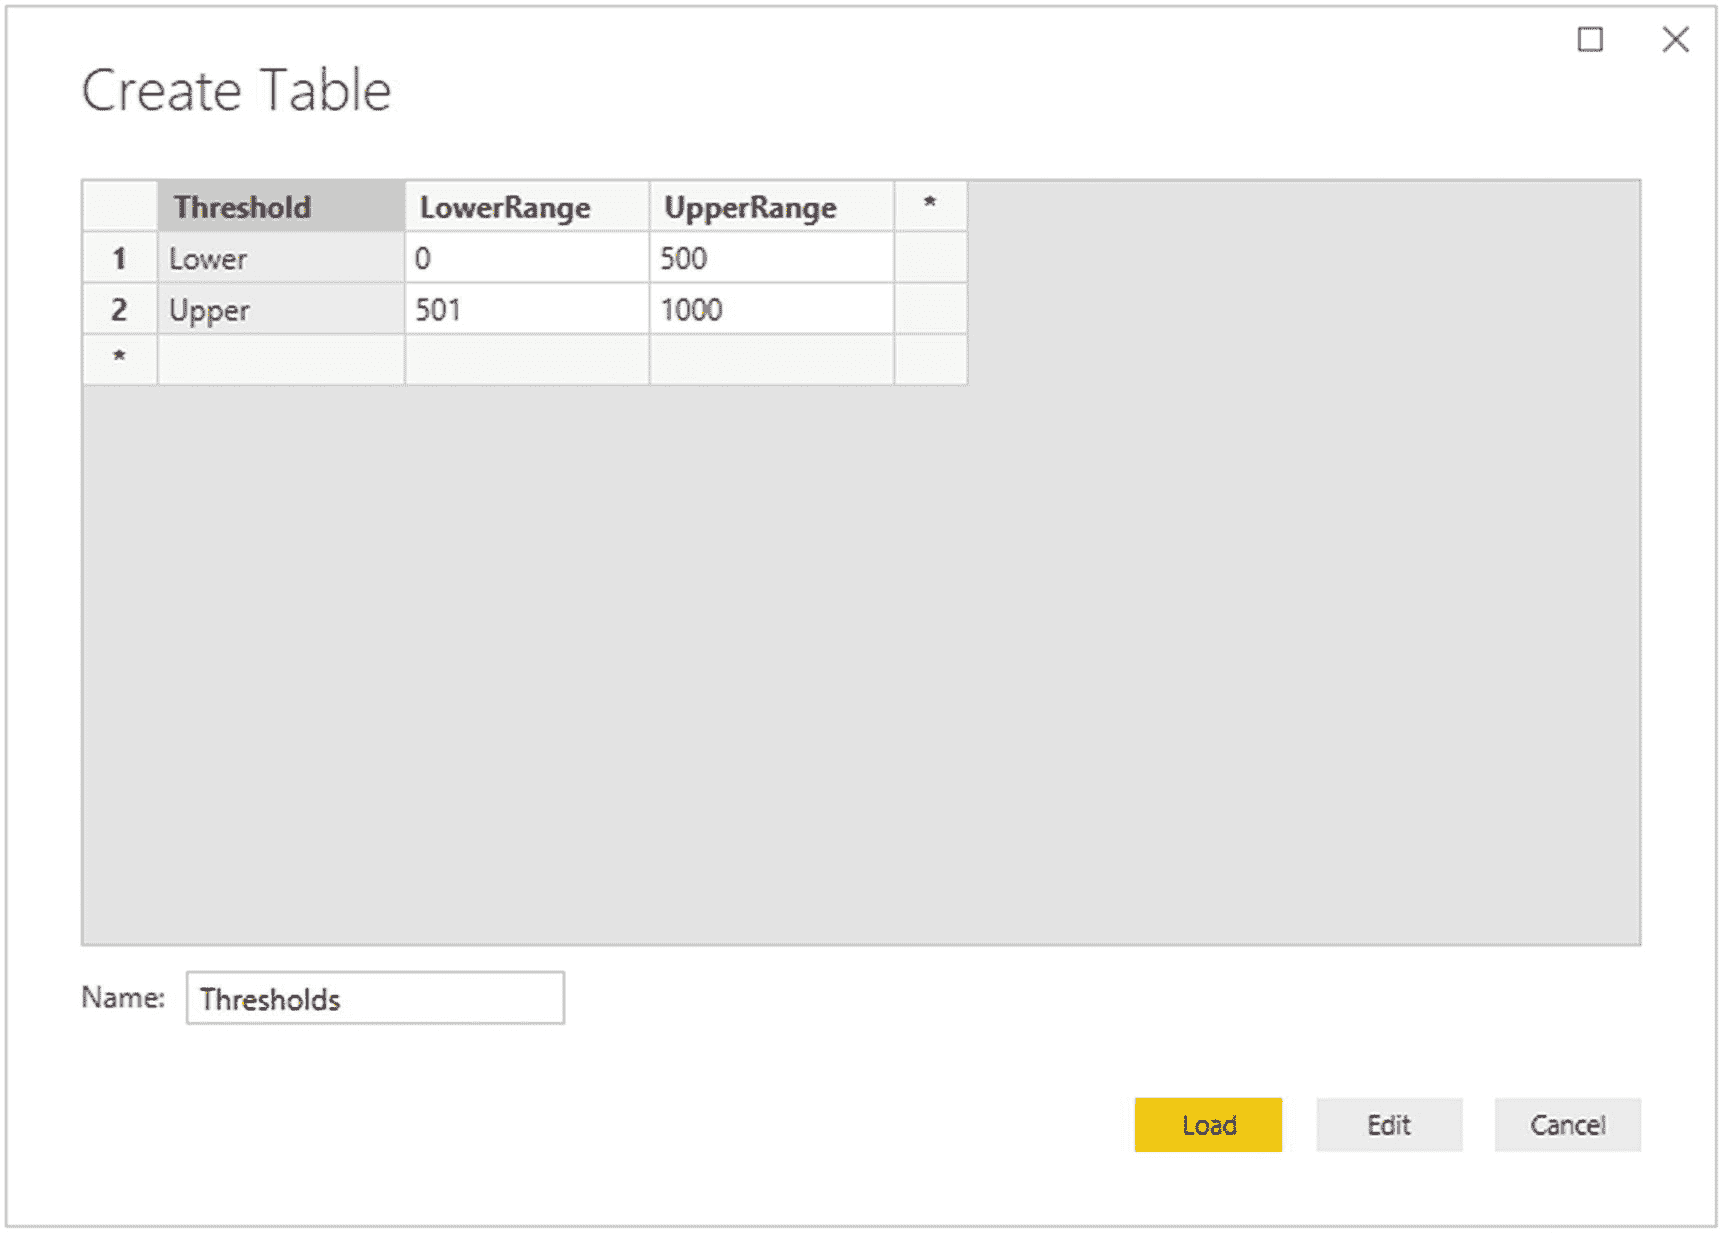 Create Table
Threshold LowerRange UpperRange *
1 Lower 0 500
2 Upper 501 1000
*
Name: Thresholds
Load Edit Cancel